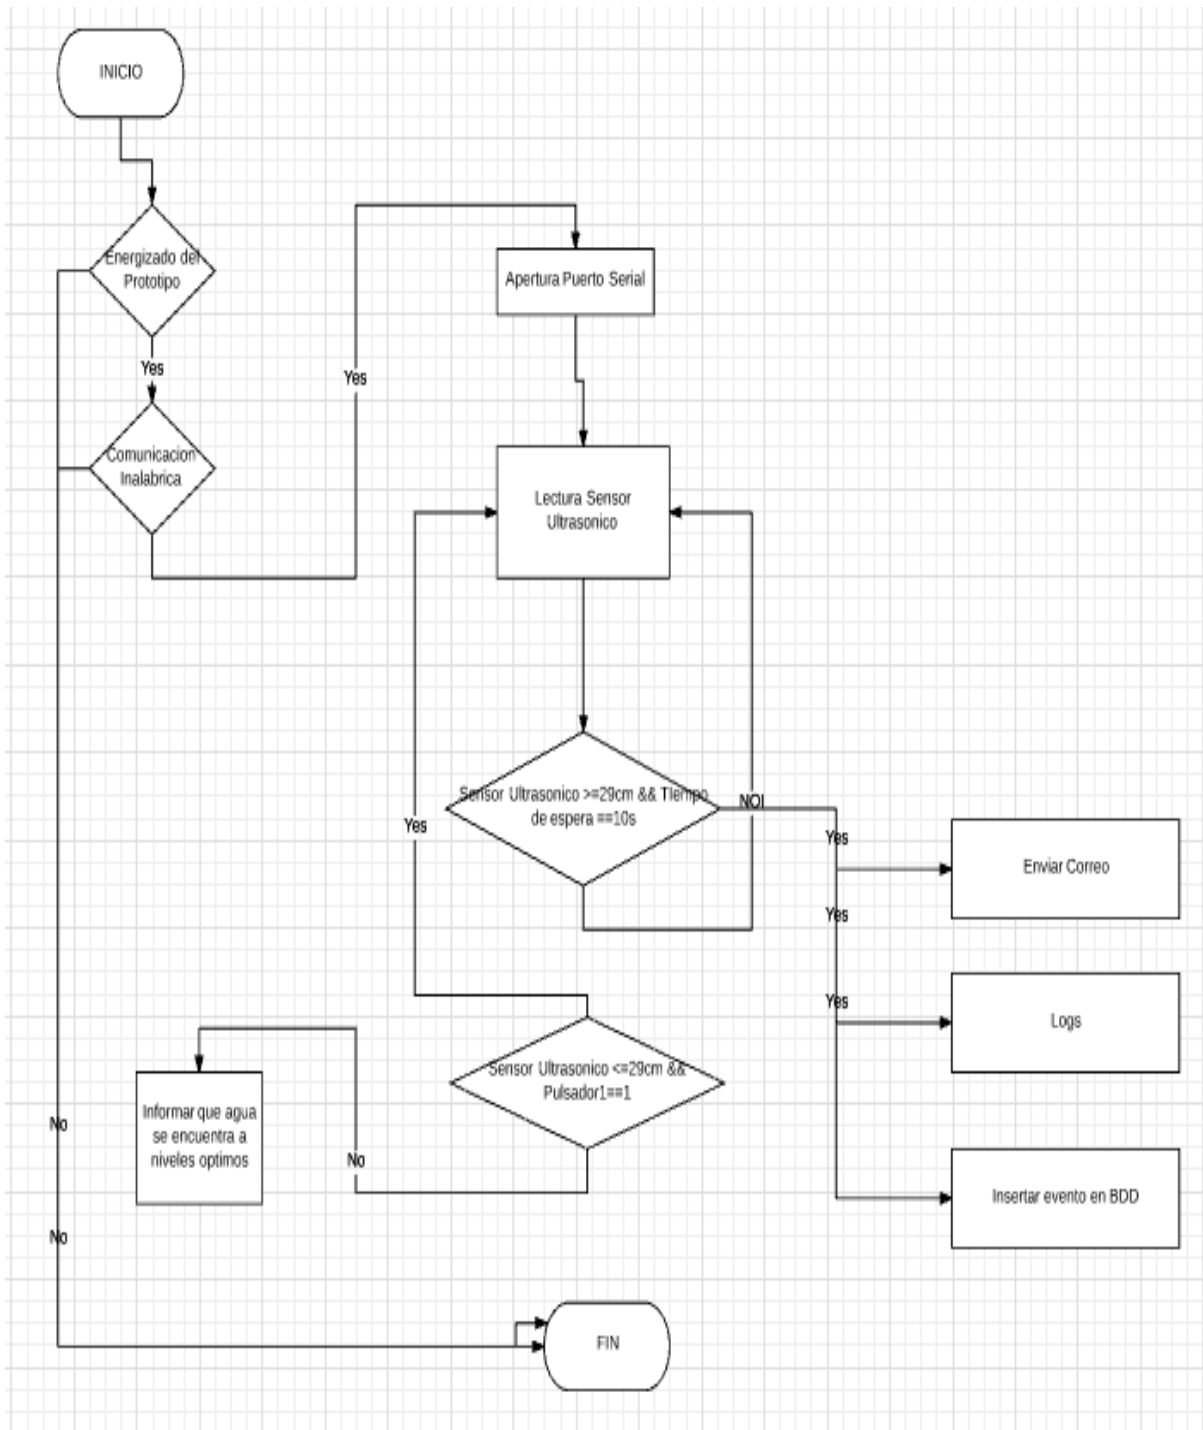 INICIO
Energizado del
Prototipo
Yes
Comunicacion
Inalabrica
Yes
Apertura Puerto Serial
Lectura Sensor
Ultrasonico
Sensor Ultrasonico >=29cm && TIempo
de espera ==10s
NO!
Yes
Yes
Yes
Yes
Enviar Correo
Logs
Insertar evento en BDD
Sensor Ultrasonico <=29cm &&
Pulsador1==1
No
Informar que agua
se encuentra a
niveles optimos
No
No
FIN